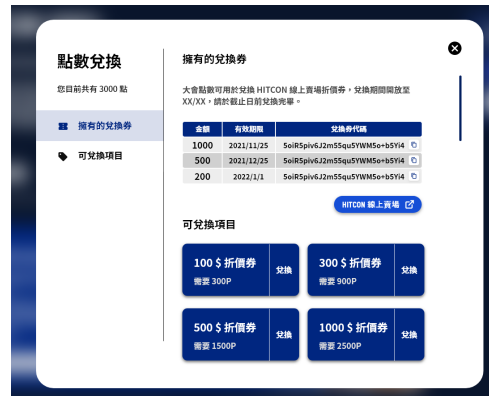 點數兌換
您目前共有 3000 點
擁有的兌換券
可兌換項目
擁有的兌換券
大會點數可用於兌換 HITCON 線上賣場折價券，兌換期間開放至
XX/XX，請於截止日前兌換完畢。
金額 有效期限 兌換券代碼
1000 2021/11/25 5oiR5piv6J2m55qu5YWM5o+b5Yi4
500 2021/12/25 5oiR5piv6J2m55qu5YWM5o+b5Yi4
200 2022/1/1 5oiR5piv6J2m55qu5YWM5o+b5Yi4
HITCON 線上賣場
可兌換項目
100 $ 折價券
需要 300P
兌換
300 $ 折價券
需要 900P
兌換
500 $ 折價券
需要 1500P
兌換
1000 $ 折價券
需要 2500P
兌換